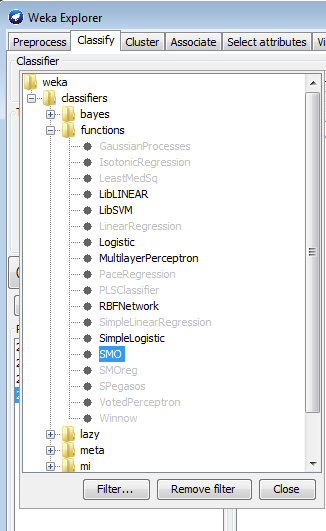 Weka Explorer
Preprocess Classify Cluster Associate Select attributes
Classifier
weka
classifiers
bayes
functions
GaussianProcesses
IsotonicRegression
LeastMedSq
LibLINEAR
LibSVM
LinearRegression
Logistic
MultilayerPerceptron
PaceRegression
PLSClassifier
RBFNetwork
SimpleLinearRegression
SimpleLogistic
SMO
SMOreg
SPegasos
VotedPerceptron
Winnow
lazy
meta
mi
Filter... Remove filter Close